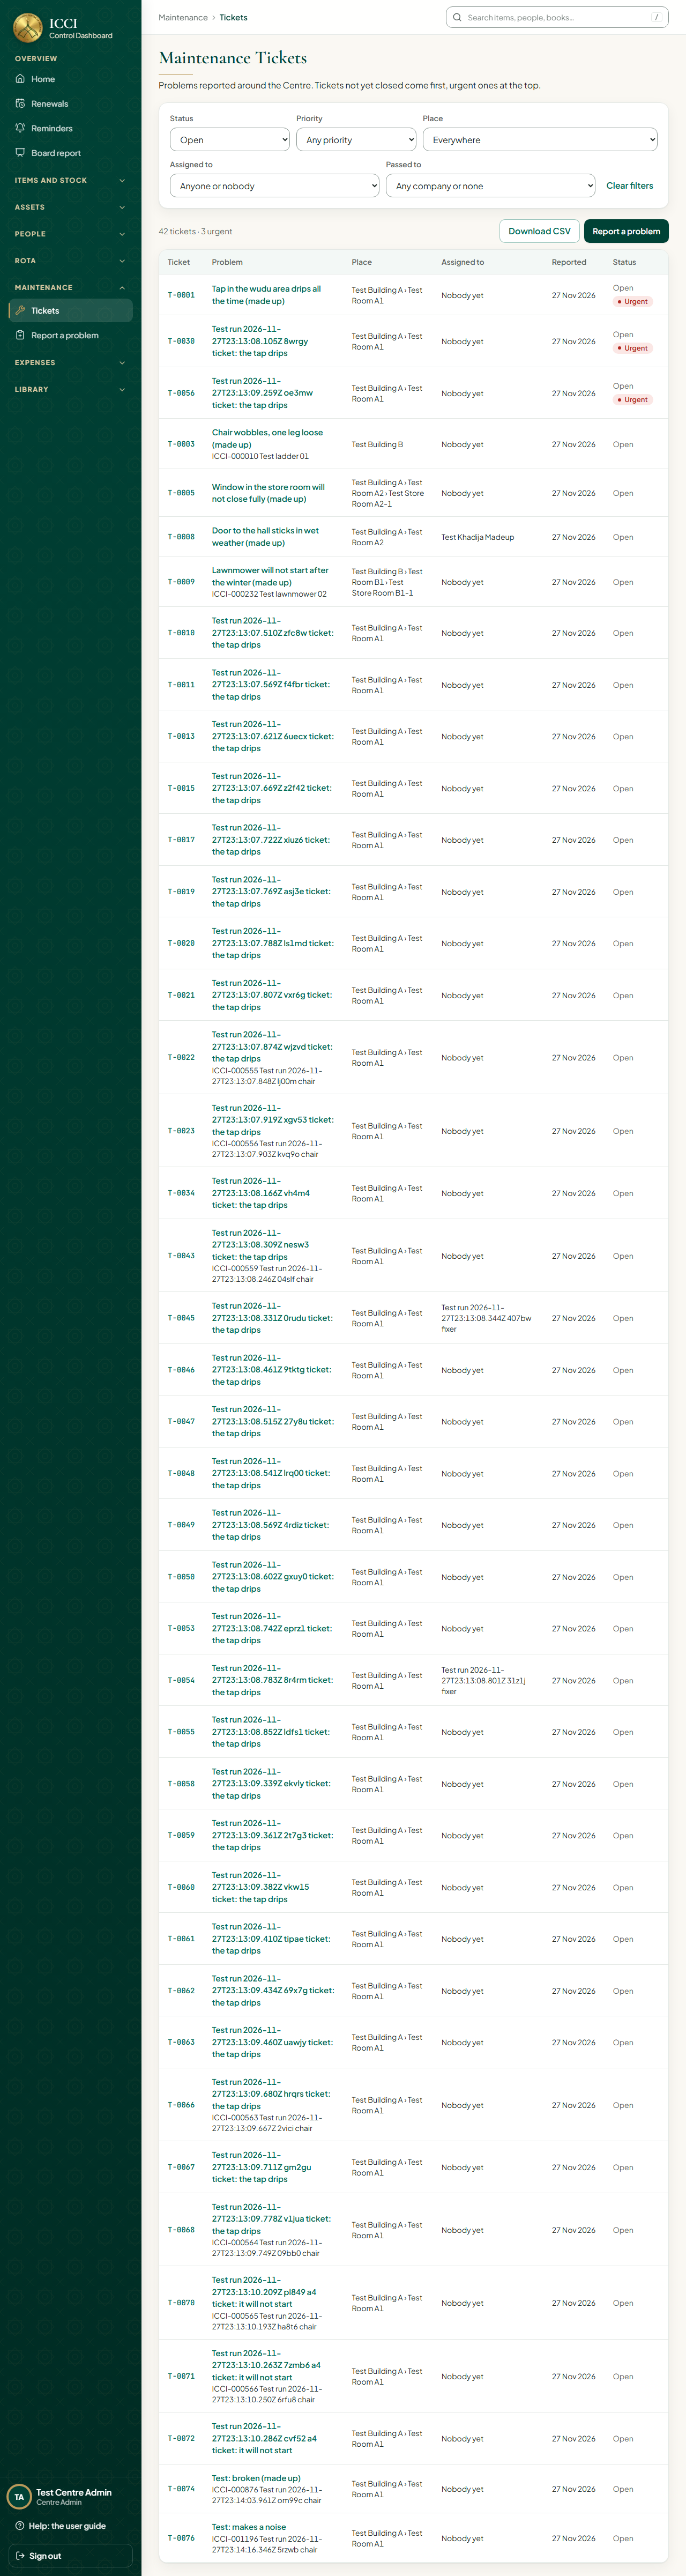 ICCI
Control Dashboard
OVERVIEW
Home
Renewals
Reminders
Board report
ITEMS AND STOCK
ASSETS
PEOPLE
ROTA
MAINTENANCE
Tickets
Report a problem
EXPENSES
LIBRARY
Maintenance › Tickets
Search items, people, books…
/
Maintenance Tickets
Problems reported around the Centre. Tickets not yet closed come first, urgent ones at the top.
Status
Priority
Place
Open
Any priority
Everywhere
Assigned to
Passed to
Anyone or nobody
Any company or none
Clear filters
42 tickets · 3 urgent
Download CSV
Report a problem
Ticket Problem Place Assigned to Reported Status
T-0001 Tap in the wudu area drips all the time (made up) Test Building A › Test Room A1 Nobody yet 27 Nov 2026 Open Urgent
T-0030 Test run 2026-11-27T23:13:08.105Z 8wrgy ticket: the tap drips Test Building A › Test Room A1 Nobody yet 27 Nov 2026 Open Urgent
T-0056 Test run 2026-11-27T23:13:09.259Z oe3mw ticket: the tap drips Test Building A › Test Room A1 Nobody yet 27 Nov 2026 Open Urgent
T-0003 Chair wobbles, one leg loose (made up) ICCI-000010 Test ladder 01 Test Building B Nobody yet 27 Nov 2026 Open
T-0005 Window in the store room will not close fully (made up) Test Building A › Test Room A2 › Test Store Room A2-1 Nobody yet 27 Nov 2026 Open
T-0008 Door to the hall sticks in wet weather (made up) Test Building A › Test Room A2 Test Khadija Madeup 27 Nov 2026 Open
T-0009 Lawnmower will not start after the winter (made up) ICCI-000232 Test lawnmower 02 Test Building B › Test Room B1 › Test Store Room B1-1 Nobody yet 27 Nov 2026 Open
T-0010 Test run 2026-11-27T23:13:07.510Z zfc8w ticket: the tap drips Test Building A › Test Room A1 Nobody yet 27 Nov 2026 Open
T-0011 Test run 2026-11-27T23:13:07.569Z f4fbr ticket: the tap drips Test Building A › Test Room A1 Nobody yet 27 Nov 2026 Open
T-0013 Test run 2026-11-27T23:13:07.621Z 6uecx ticket: the tap drips Test Building A › Test Room A1 Nobody yet 27 Nov 2026 Open
T-0015 Test run 2026-11-27T23:13:07.669Z z2f42 ticket: the tap drips Test Building A › Test Room A1 Nobody yet 27 Nov 2026 Open
T-0017 Test run 2026-11-27T23:13:07.722Z xiuz6 ticket: the tap drips Test Building A › Test Room A1 Nobody yet 27 Nov 2026 Open
T-0019 Test run 2026-11-27T23:13:07.769Z asj3e ticket: the tap drips Test Building A › Test Room A1 Nobody yet 27 Nov 2026 Open
T-0020 Test run 2026-11-27T23:13:07.788Z ls1md ticket: the tap drips Test Building A › Test Room A1 Nobody yet 27 Nov 2026 Open
T-0021 Test run 2026-11-27T23:13:07.807Z vxr6g ticket: the tap drips Test Building A › Test Room A1 Nobody yet 27 Nov 2026 Open
T-0022 Test run 2026-11-27T23:13:07.874Z wjzvd ticket: the tap drips ICCI-000555 Test run 2026-11-27T23:13:07.848Z lj00m chair Test Building A › Test Room A1 Nobody yet 27 Nov 2026 Open
T-0023 Test run 2026-11-27T23:13:07.919Z xgv53 ticket: the tap drips ICCI-000556 Test run 2026-11-27T23:13:07.903Z kvq9o chair Test Building A › Test Room A1 Nobody yet 27 Nov 2026 Open
T-0034 Test run 2026-11-27T23:13:08.166Z vh4m4 ticket: the tap drips Test Building A › Test Room A1 Nobody yet 27 Nov 2026 Open
T-0043 Test run 2026-11-27T23:13:08.309Z nesw3 ticket: the tap drips ICCI-000559 Test run 2026-11-27T23:13:08.246Z 04slf chair Test Building A › Test Room A1 Nobody yet 27 Nov 2026 Open
T-0045 Test run 2026-11-27T23:13:08.331Z 0rudu ticket: the tap drips Test Building A › Test Room A1 Test run 2026-11-27T23:13:08.344Z 407bw fixer 27 Nov 2026 Open
T-0046 Test run 2026-11-27T23:13:08.461Z 9tktg ticket: the tap drips Test Building A › Test Room A1 Nobody yet 27 Nov 2026 Open
T-0047 Test run 2026-11-27T23:13:08.515Z 27y8u ticket: the tap drips Test Building A › Test Room A1 Nobody yet 27 Nov 2026 Open
T-0048 Test run 2026-11-27T23:13:08.541Z lrq00 ticket: the tap drips Test Building A › Test Room A1 Nobody yet 27 Nov 2026 Open
T-0049 Test run 2026-11-27T23:13:08.569Z 4rdiz ticket: the tap drips Test Building A › Test Room A1 Nobody yet 27 Nov 2026 Open
T-0050 Test run 2026-11-27T23:13:08.602Z gxuy0 ticket: the tap drips Test Building A › Test Room A1 Nobody yet 27 Nov 2026 Open
T-0053 Test run 2026-11-27T23:13:08.742Z eprz1 ticket: the tap drips Test Building A › Test Room A1 Nobody yet 27 Nov 2026 Open
T-0054 Test run 2026-11-27T23:13:08.783Z 8r4rm ticket: the tap drips Test Building A › Test Room A1 Test run 2026-11-27T23:13:08.801Z 31z1j fixer 27 Nov 2026 Open
T-0055 Test run 2026-11-27T23:13:08.852Z ldfs1 ticket: the tap drips Test Building A › Test Room A1 Nobody yet 27 Nov 2026 Open
T-0058 Test run 2026-11-27T23:13:09.339Z ekvly ticket: the tap drips Test Building A › Test Room A1 Nobody yet 27 Nov 2026 Open
T-0059 Test run 2026-11-27T23:13:09.361Z 2t7g3 ticket: the tap drips Test Building A › Test Room A1 Nobody yet 27 Nov 2026 Open
T-0060 Test run 2026-11-27T23:13:09.382Z vkw15 ticket: the tap drips Test Building A › Test Room A1 Nobody yet 27 Nov 2026 Open
T-0061 Test run 2026-11-27T23:13:09.410Z tipae ticket: the tap drips Test Building A › Test Room A1 Nobody yet 27 Nov 2026 Open
T-0062 Test run 2026-11-27T23:13:09.434Z 69x7g ticket: the tap drips Test Building A › Test Room A1 Nobody yet 27 Nov 2026 Open
T-0063 Test run 2026-11-27T23:13:09.460Z uawjy ticket: the tap drips Test Building A › Test Room A1 Nobody yet 27 Nov 2026 Open
T-0066 Test run 2026-11-27T23:13:09.680Z hrqrs ticket: the tap drips ICCI-000563 Test run 2026-11-27T23:13:09.667Z 2vici chair Test Building A › Test Room A1 Nobody yet 27 Nov 2026 Open
T-0067 Test run 2026-11-27T23:13:09.711Z gm2gu ticket: the tap drips Test Building A › Test Room A1 Nobody yet 27 Nov 2026 Open
T-0068 Test run 2026-11-27T23:13:09.778Z v1jua ticket: the tap drips ICCI-000564 Test run 2026-11-27T23:13:09.749Z 09bb0 chair Test Building A › Test Room A1 Nobody yet 27 Nov 2026 Open
T-0070 Test run 2026-11-27T23:13:10.209Z pl849 a4 ticket: it will not start ICCI-000565 Test run 2026-11-27T23:13:10.193Z ha8t6 chair Test Building A › Test Room A1 Nobody yet 27 Nov 2026 Open
T-0071 Test run 2026-11-27T23:13:10.263Z 7zmb6 a4 ticket: it will not start ICCI-000566 Test run 2026-11-27T23:13:10.250Z 6rfu8 chair Test Building A › Test Room A1 Nobody yet 27 Nov 2026 Open
T-0072 Test run 2026-11-27T23:13:10.286Z cvf52 a4 ticket: it will not start Test Building A › Test Room A1 Nobody yet 27 Nov 2026 Open
T-0074 Test: broken (made up) ICCI-000876 Test run 2026-11-27T23:14:03.961Z om99c chair Test Building A › Test Room A1 Nobody yet 27 Nov 2026 Open
T-0076 Test: makes a noise ICCI-001196 Test run 2026-11-27T23:14:16.346Z 5rzwb chair Test Building A › Test Room A1 Nobody yet 27 Nov 2026 Open
TA
Test Centre Admin
Centre Admin
Help: the user guide
Sign out